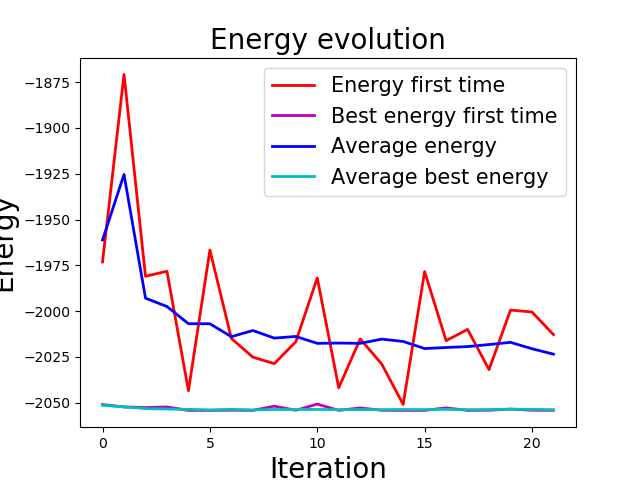 Energy evolution
Energy first time
Best energy first time
Average energy
Average best energy
−1875
−1900
−1925
−1950
−1975
−2000
−2025
−2050
Energy
0 5 10 15 20
Iteration